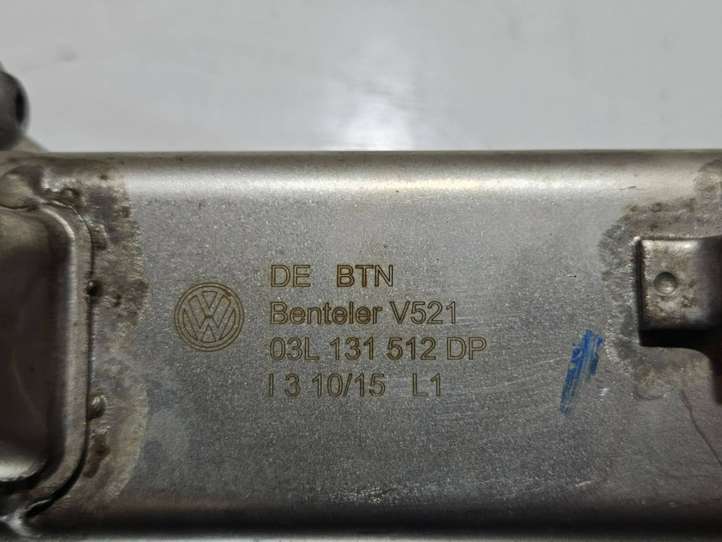 DE BTN
Benteler V521
03L 131 512 DP
I 3 10/15 L1